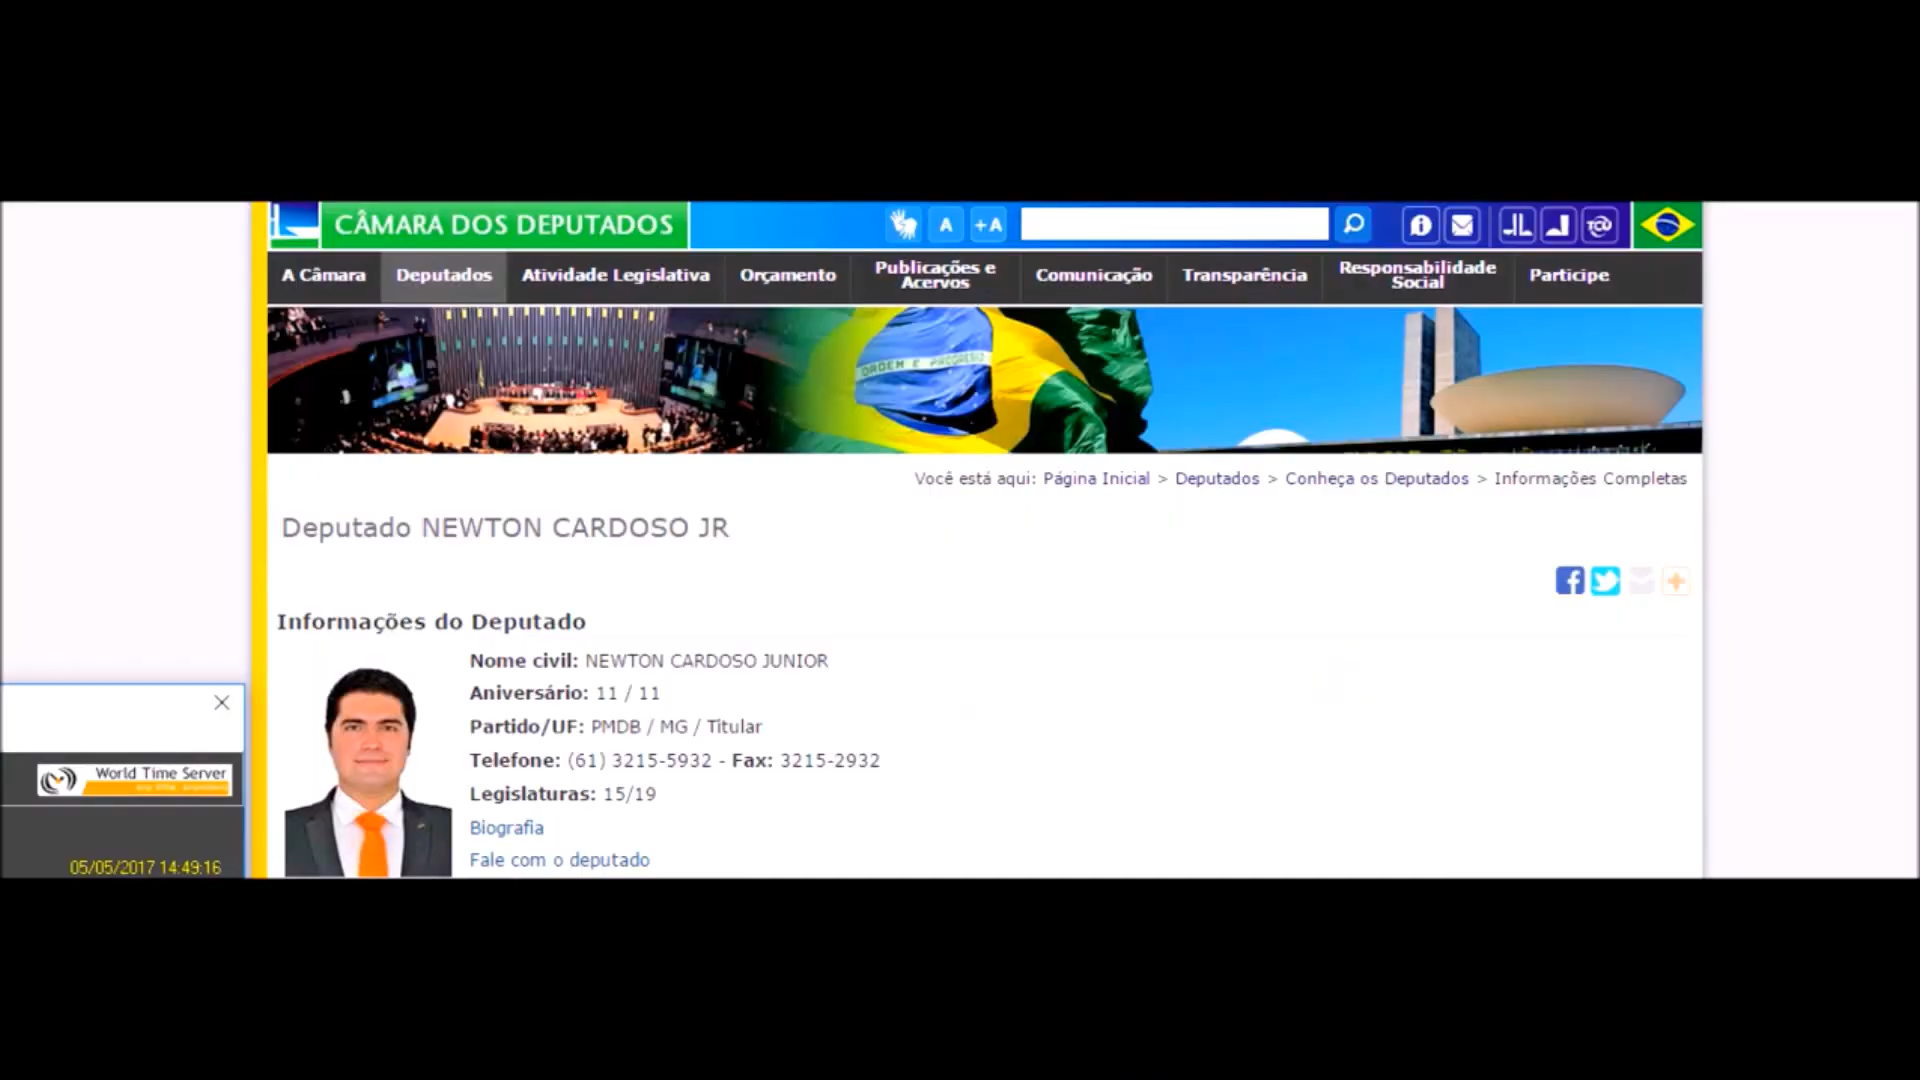 CÂMARA DOS DEPUTADOS
A +A
TCU
A Câmara Deputados Atividade Legislativa Orçamento Publicações e Acervos Comunicação Transparência Responsabilidade Social Participe
ORDEM E PROGRESSO
Você está aqui: Página Inicial > Deputados > Conheça os Deputados > Informações Completas
Deputado NEWTON CARDOSO JR
Informações do Deputado
Nome civil: NEWTON CARDOSO JUNIOR
Aniversário: 11 / 11
Partido/UF: PMDB / MG / Titular
Telefone: (61) 3215-5932 - Fax: 3215-2932
Legislaturas: 15/19
Biografia
Fale com o deputado
World Time Server
05/05/2017 14:49:16